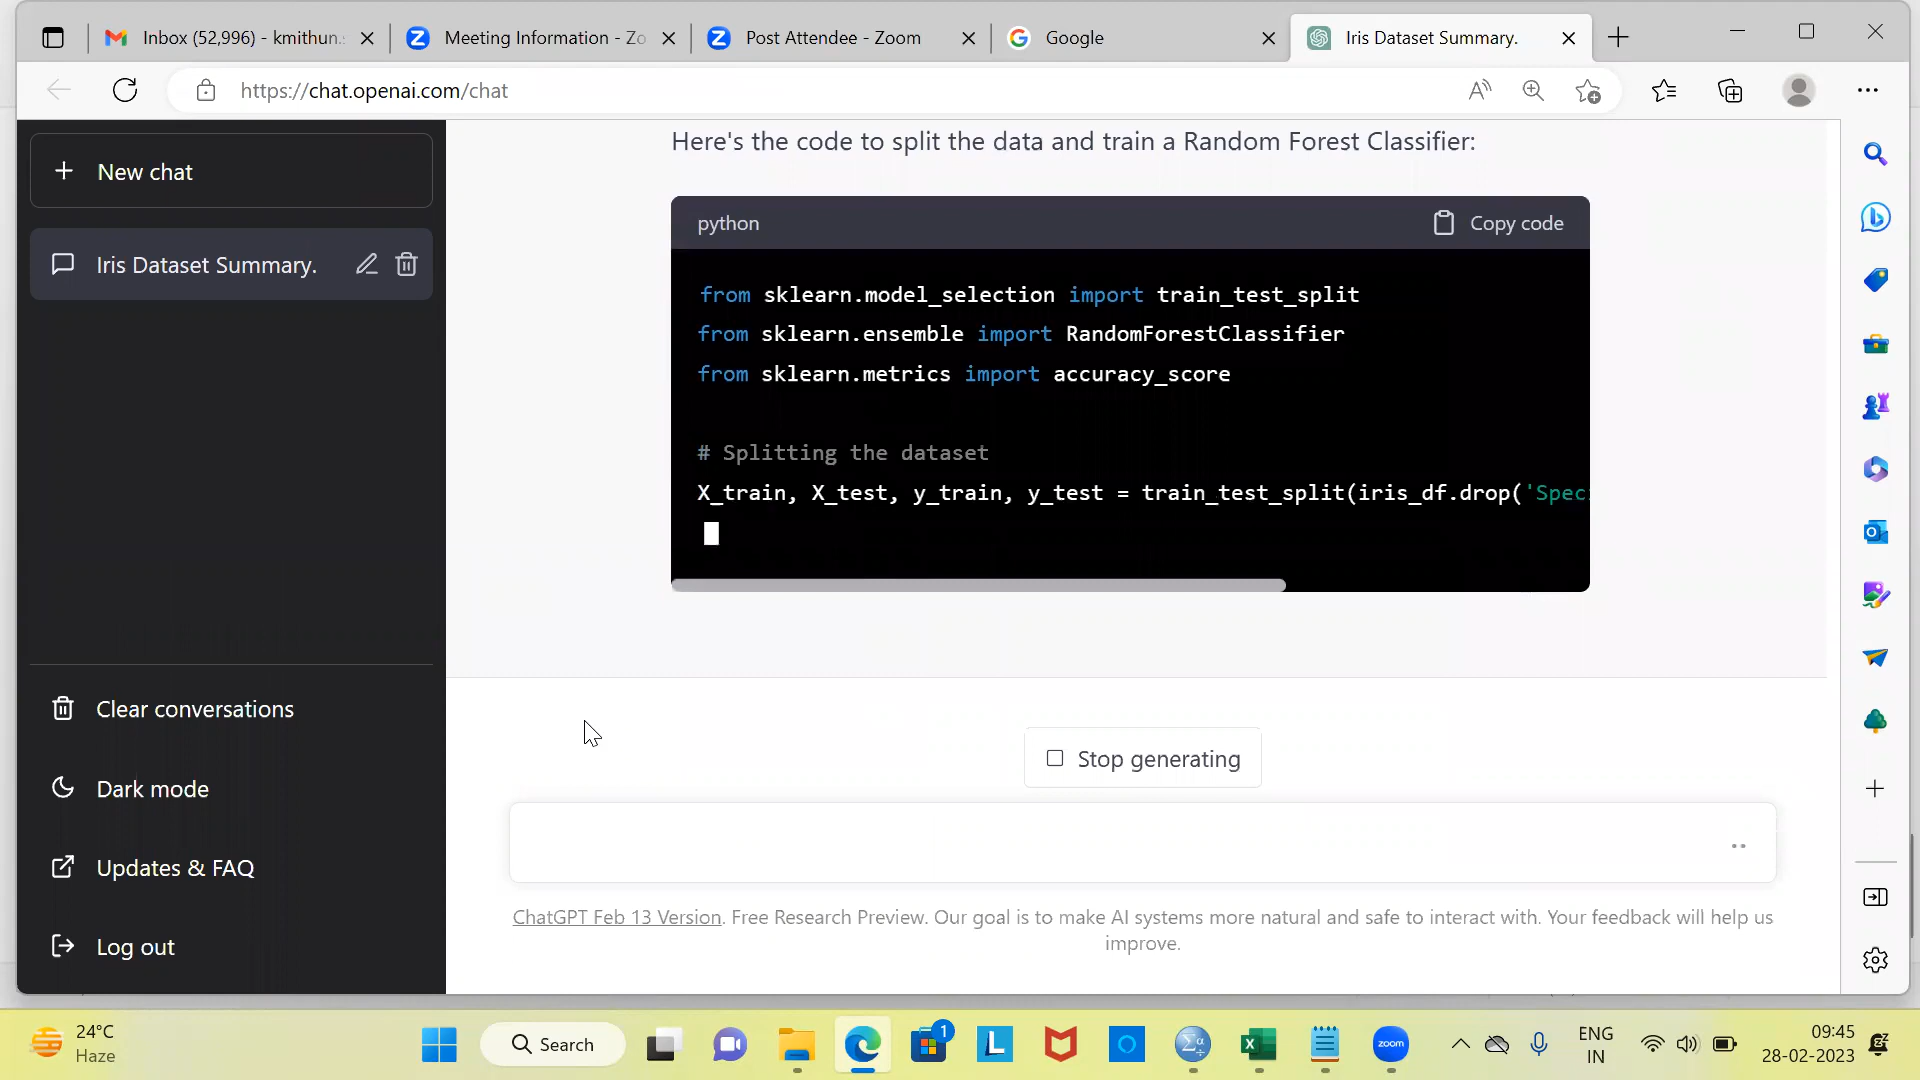 Inbox (52,996) - kmithun.s
Meeting Information - Zo
Post Attendee - Zoom
Google
Iris Dataset Summary.
https://chat.openai.com/chat
New chat
Iris Dataset Summary.
Clear conversations
Dark mode
Updates & FAQ
Log out
Here's the code to split the data and train a Random Forest Classifier:
python
Copy code
from sklearn.model_selection import train_test_split
from sklearn.ensemble import RandomForestClassifier
from sklearn.metrics import accuracy_score
# Splitting the dataset
X_train, X_test, y_train, y_test = train_test_split(iris_df.drop('Speci
Stop generating
ChatGPT Feb 13 Version. Free Research Preview. Our goal is to make AI systems more natural and safe to interact with. Your feedback will help us
improve.
24°C
Haze
Search
1
L
zoom
ENG
IN
09:45
28-02-2023